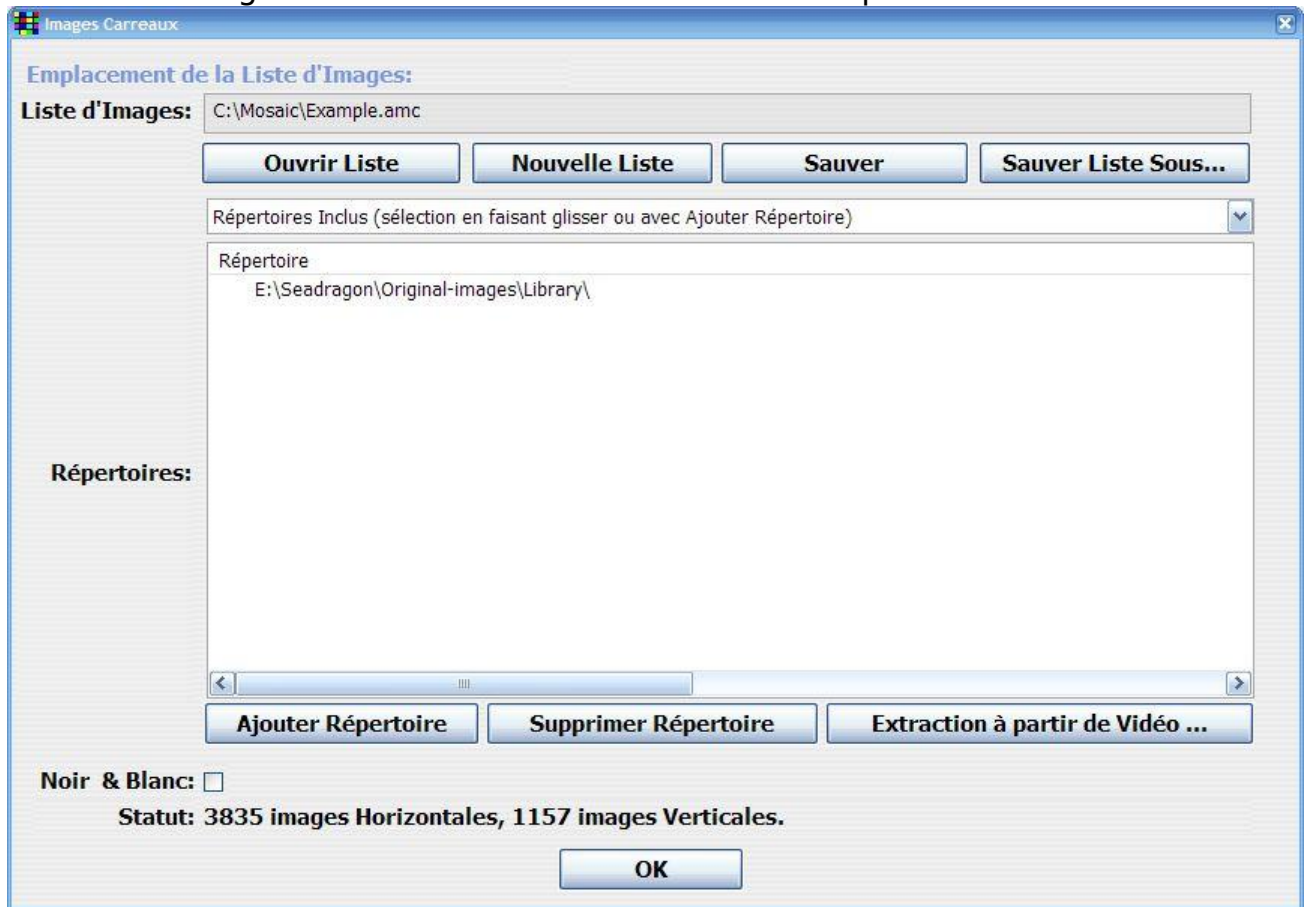 Images Carreaux
Emplacement de la Liste d'Images:
Liste d'Images: C:\Mosaic\Example.amc
Ouvrir Liste Nouvelle Liste Sauver Sauver Liste Sous...
Répertoires Inclus (sélection en faisant glisser ou avec Ajouter Répertoire)
Répertoire
E:\Seadragon\Original-images\Library\
Répertoires:
Ajouter Répertoire Supprimer Répertoire Extraction à partir de Vidéo ...
Noir & Blanc:
Statut: 3835 images Horizontales, 1157 images Verticales.
OK